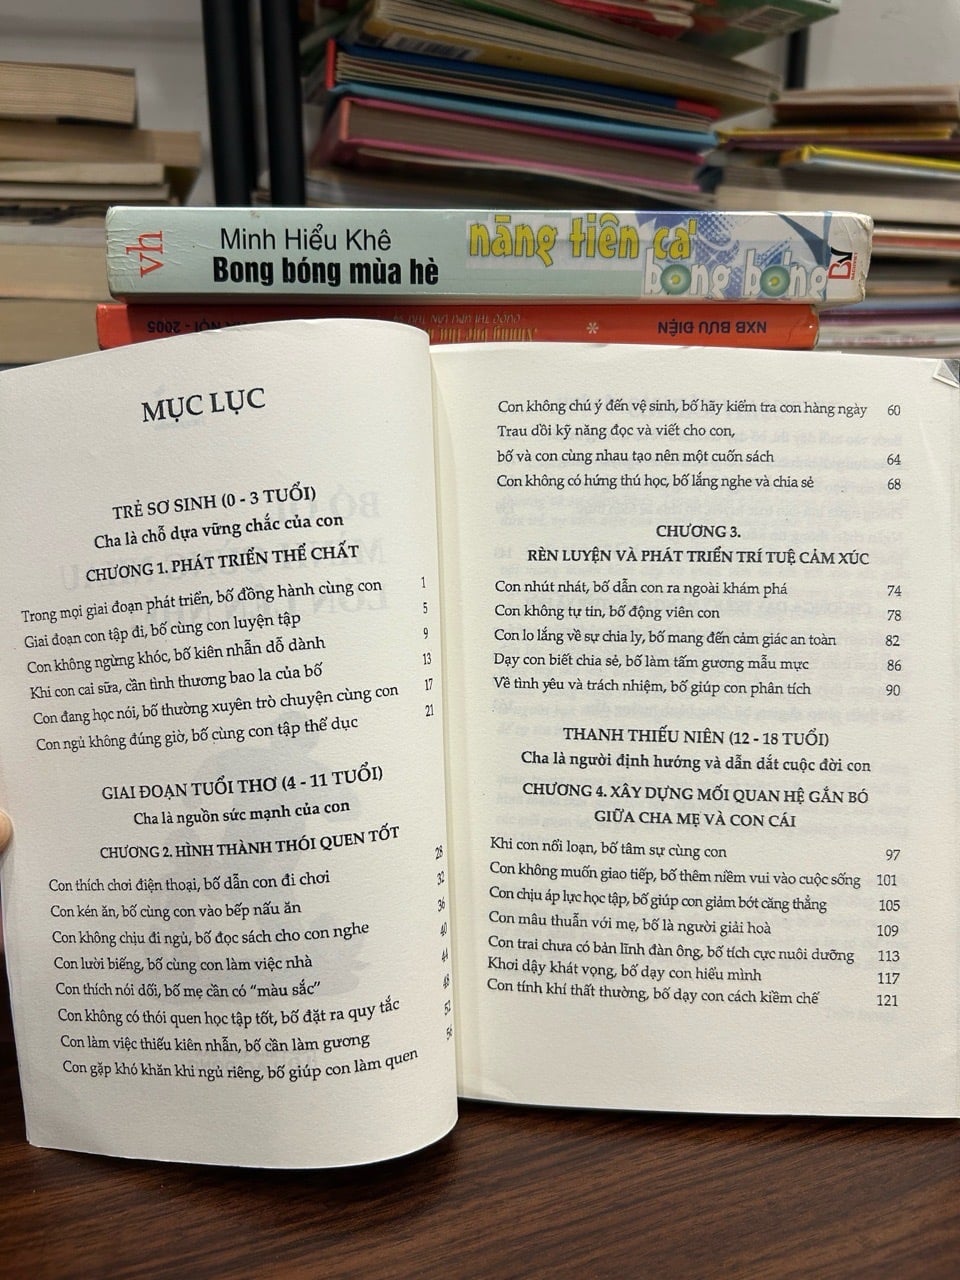 vh
Minh Hiểu Khê
Bong bóng mùa hè
nàng tiên cá
bong bóng
NXB BƯU ĐIỆN
*
NỘI - 2005
MỤC LỤC
TRẺ SƠ SINH (0 - 3 TUỔI)
Cha là chỗ dựa vững chắc của con
CHƯƠNG 1. PHÁT TRIỂN THỂ CHẤT
Trong mọi giai đoạn phát triển, bố đồng hành cùng con 1
Giai đoạn con tập đi, bố cùng con luyện tập 5
Con không ngừng khóc, bố kiên nhẫn dỗ dành 9
Khi con cai sữa, cần tình thương bao la của bố 13
Con đang học nói, bố thường xuyên trò chuyện cùng con 17
Con ngủ không đúng giờ, bố cùng con tập thể dục 21
GIAI ĐOẠN TUỔI THƠ (4 - 11 TUỔI)
Cha là nguồn sức mạnh của con
CHƯƠNG 2. HÌNH THÀNH THÓI QUEN TỐT
Con thích chơi điện thoại, bố dẫn con đi chơi 28
Con kén ăn, bố cùng con vào bếp nấu ăn 32
Con không chịu đi ngủ, bố đọc sách cho con nghe 36
Con lười biếng, bố cùng con làm việc nhà 40
Con thích nói dối, bố mẹ cần có “màu sắc” 44
Con không có thói quen học tập tốt, bố đặt ra quy tắc 48
Con làm việc thiếu kiên nhẫn, bố cần làm gương 52
Con gặp khó khăn khi ngủ riêng, bố giúp con làm quen 56
Con không chú ý đến vệ sinh, bố hãy kiểm tra con hàng ngày 60
Trau dồi kỹ năng đọc và viết cho con,
bố và con cùng nhau tạo nên một cuốn sách 64
Con không có hứng thú học, bố lắng nghe và chia sẻ 68
CHƯƠNG 3.
RÈN LUYỆN VÀ PHÁT TRIỂN TRÍ TUỆ CẢM XÚC
Con nhút nhát, bố dẫn con ra ngoài khám phá 74
Con không tự tin, bố động viên con 78
Con lo lắng về sự chia ly, bố mang đến cảm giác an toàn 82
Dạy con biết chia sẻ, bố làm tấm gương mẫu mực 86
Về tình yêu và trách nhiệm, bố giúp con phân tích 90
THANH THIẾU NIÊN (12 - 18 TUỔI)
Cha là người định hướng và dẫn dắt cuộc đời con
CHƯƠNG 4. XÂY DỰNG MỐI QUAN HỆ GẮN BÓ
GIỮA CHA MẸ VÀ CON CÁI
Khi con nổi loạn, bố tâm sự cùng con 97
Con không muốn giao tiếp, bố thêm niềm vui vào cuộc sống 101
Con chịu áp lực học tập, bố giúp con giảm bớt căng thẳng 105
Con mâu thuẫn với mẹ, bố là người giải hoà 109
Con trai chưa có bản lĩnh đàn ông, bố tích cực nuôi dưỡng 113
Khơi dậy khát vọng, bố dạy con hiểu mình 117
Con tính khí thất thường, bố dạy con cách kiềm chế 121